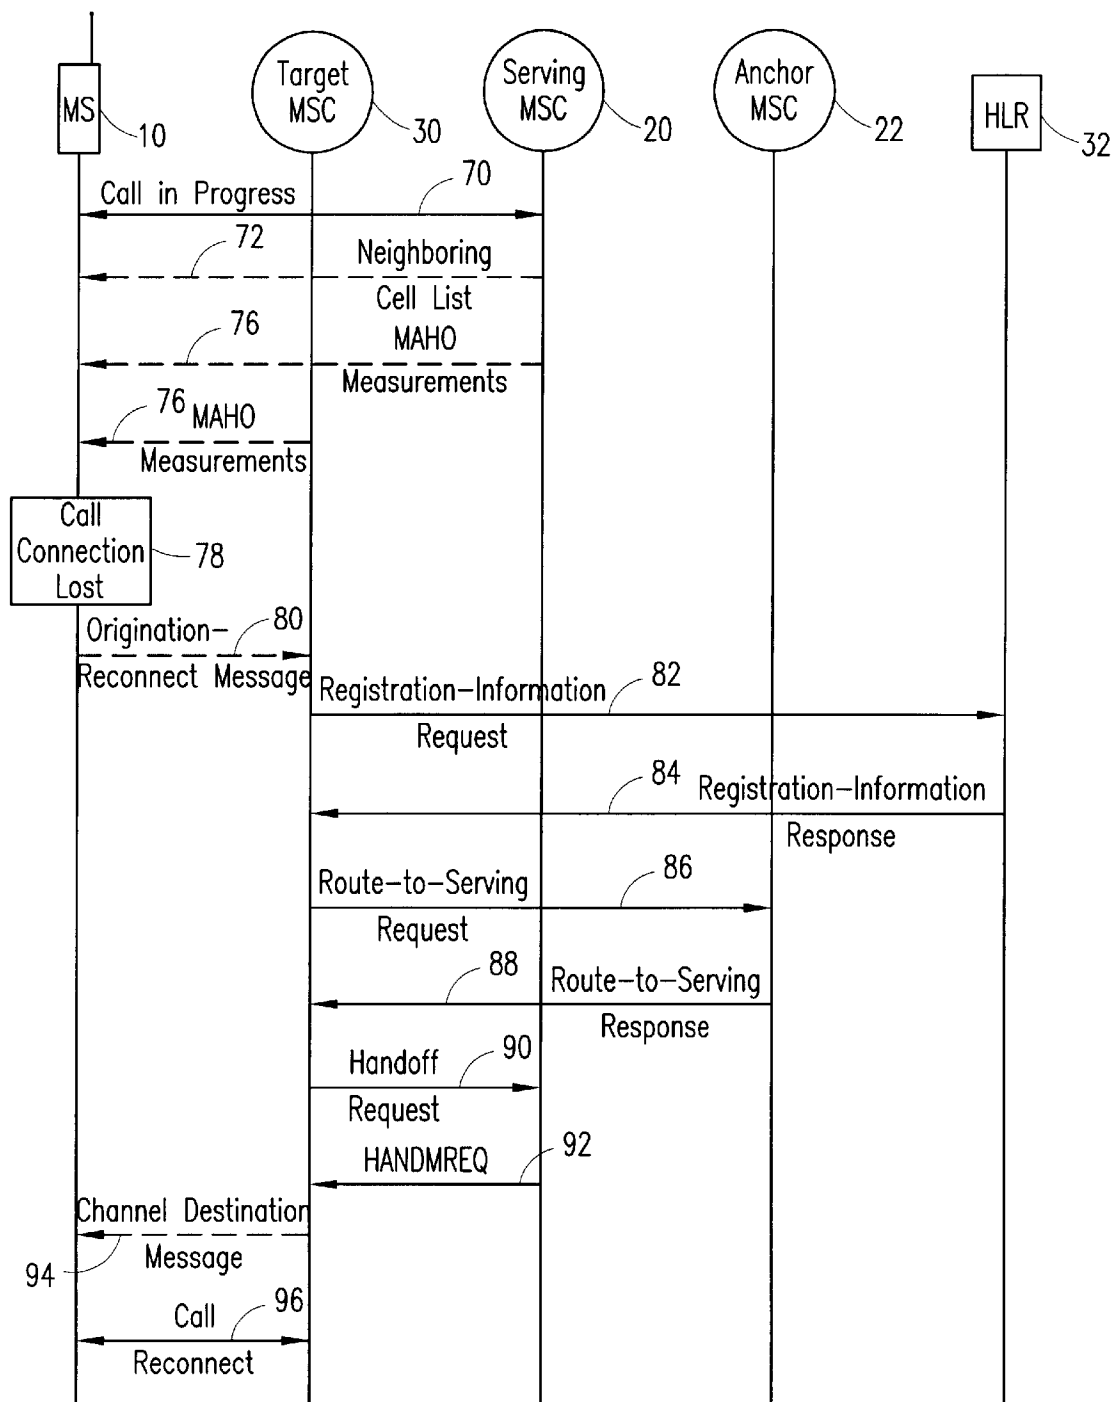 MS
10
Target
MSC
30
Serving
MSC
20
Anchor
MSC
22
HLR
32
Call in Progress
70
72
Neighboring
Cell List
76
MAHO
Measurements
76
MAHO
Measurements
Call
Connection
Lost
78
Origination-
80
Reconnect Message
Registration-Information
82
Request
84
Registration-Information
Response
Route-to-Serving
86
Request
88
Route-to-Serving
Response
Handoff
90
Request
HANDMREQ
92
Channel Destination
Message
94
Call
96
Reconnect